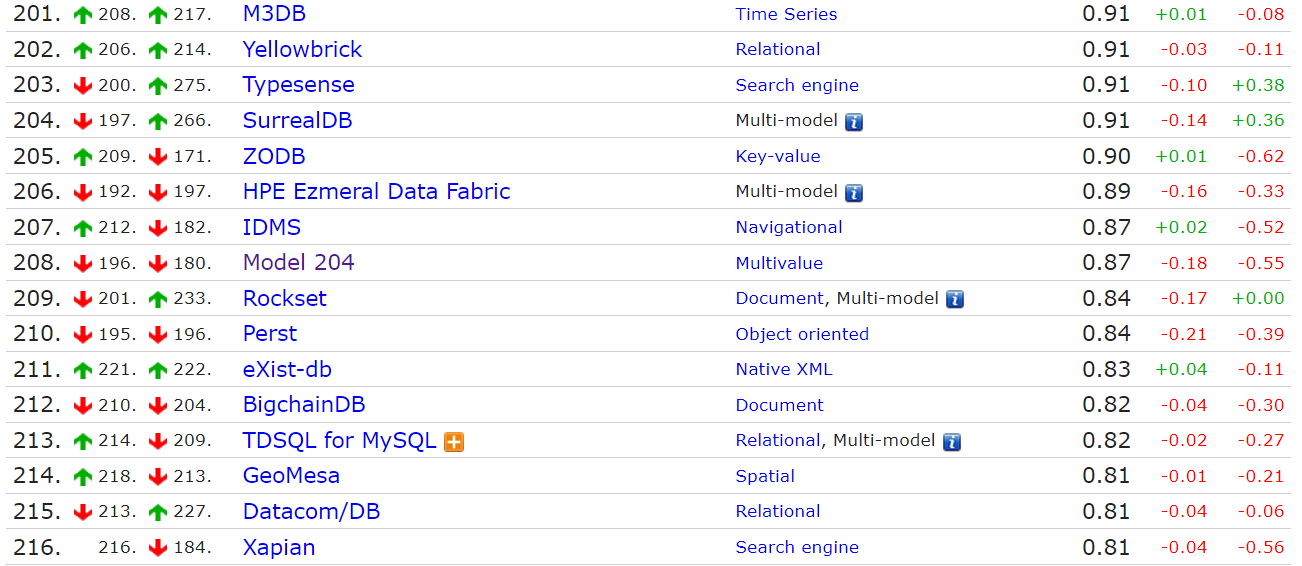 201. 208. 217. M3DB Time Series 0.91 +0.01 -0.08
202. 206. 214. Yellowbrick Relational 0.91 -0.03 -0.11
203. 200. 275. Typesense Search engine 0.91 -0.10 +0.38
204. 197. 266. SurrealDB Multi-model i 0.91 -0.14 +0.36
205. 209. 171. ZODB Key-value 0.90 +0.01 -0.62
206. 192. 197. HPE Ezmeral Data Fabric Multi-model i 0.89 -0.16 -0.33
207. 212. 182. IDMS Navigational 0.87 +0.02 -0.52
208. 196. 180. Model 204 Multivalue 0.87 -0.18 -0.55
209. 201. 233. Rockset Document, Multi-model i 0.84 -0.17 +0.00
210. 195. 196. Perst Object oriented 0.84 -0.21 -0.39
211. 221. 222. eXist-db Native XML 0.83 +0.04 -0.11
212. 210. 204. BigchainDB Document 0.82 -0.04 -0.30
213. 214. 209. TDSQL for MySQL + Relational, Multi-model i 0.82 -0.02 -0.27
214. 218. 213. GeoMesa Spatial 0.81 -0.01 -0.21
215. 213. 227. Datacom/DB Relational 0.81 -0.04 -0.06
216. 216. 184. Xapian Search engine 0.81 -0.04 -0.56